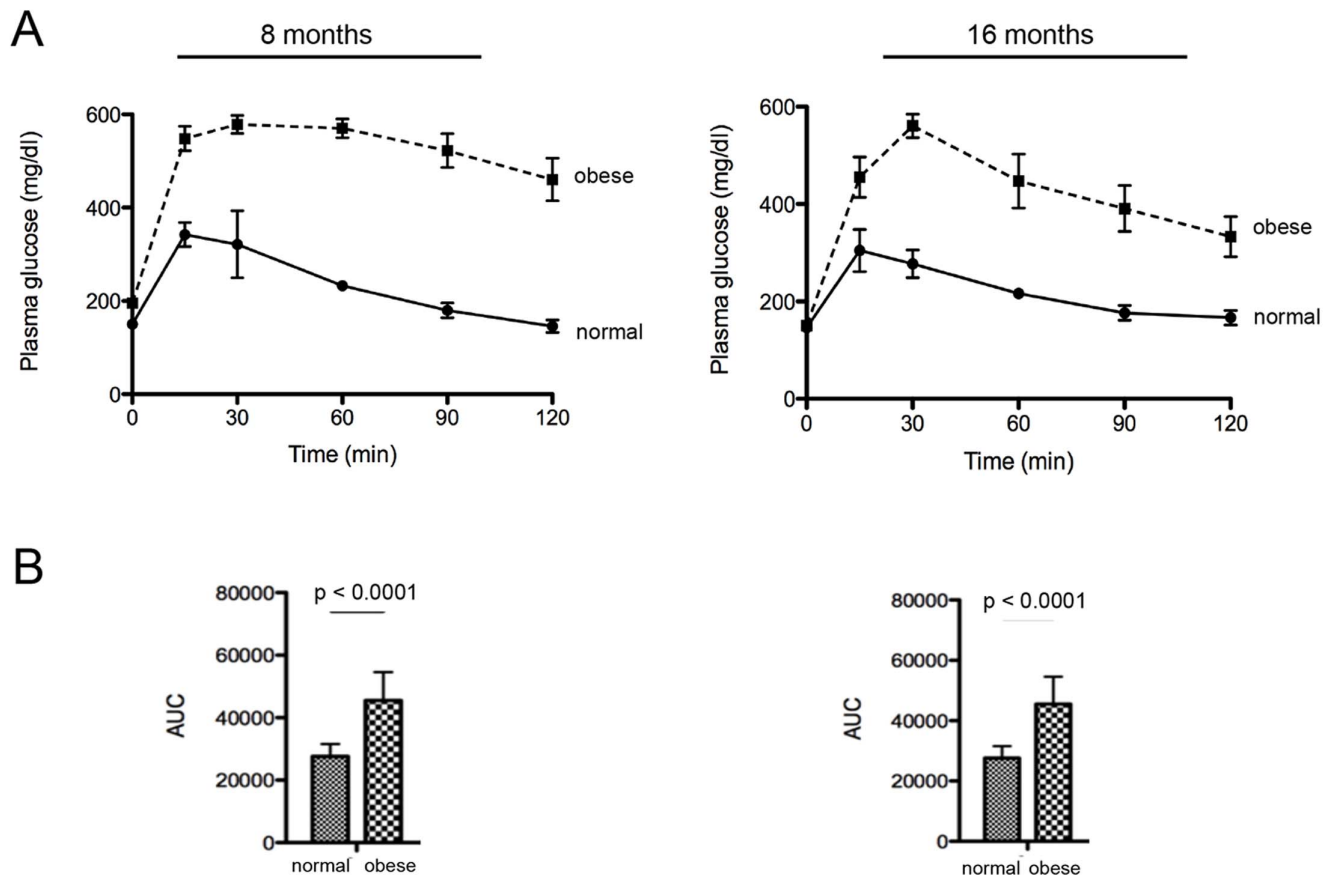 A
8 months
Plasma glucose (mg/dl)
600
400
200
0
0 30 60 90 120
Time (min)
obese
normal
16 months
Plasma glucose (mg/dl)
600
400
200
0
0 30 60 90 120
Time (min)
obese
normal
B
AUC
80000
60000
40000
20000
0
p < 0.0001
normal obese
AUC
80000
60000
40000
20000
0
p < 0.0001
normal obese